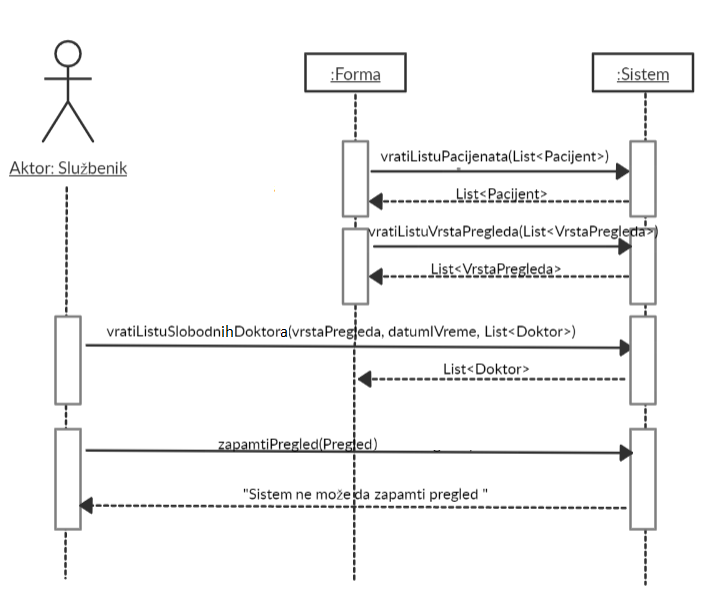 :Forma
:Sistem
Aktor: Službenik
vratiListuPacijenata(List<Pacijent>)
List<Pacijent>
vratiListuVrstaPregleda(List<VrstaPregleda>)
List<VrstaPregleda>
vratiListuSlobodnihDoktora(vrstaPregleda, datumIVreme, List<Doktor>)
List<Doktor>
zapamtiPregled(Pregled)
"Sistem ne može da zapamti pregled "